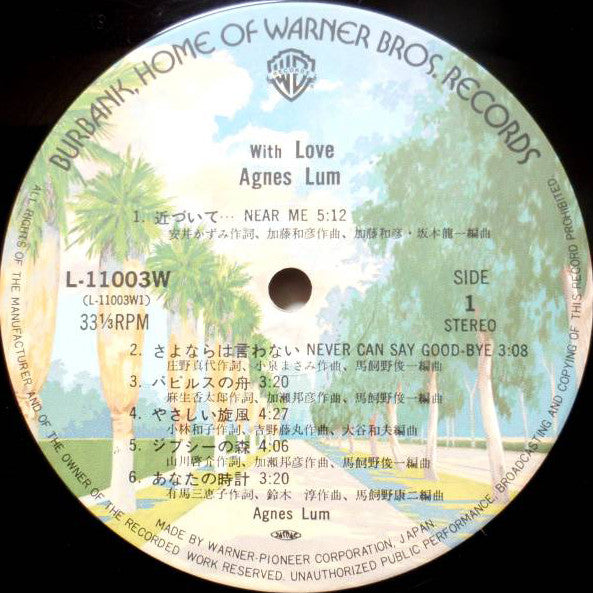 BURBANK, HOME OF WARNER BROS. RECORDS
RECORDS
With Love
Agnes Lum
1. 近づいて… NEAR ME 5:12
安井かずみ作詞、加藤和彦作曲、加藤和彦・坂本龍一編曲
L-11003W
(L-11003W1)
33⅓RPM
SIDE
1
STEREO
2. さよならは言わない NEVER CAN SAY GOOD-BYE 3:08
庄野真代作詞、小泉まさみ作曲、馬飼野俊一編曲
3. バビルスの舟 3:20
麻生香太郎作詞、加瀬邦彦作曲、馬飼野俊一編曲
4. やさしい旋風 4:27
小林和子作詞、吉野藤丸作曲、大谷和夫編曲
5. ジプシーの森 4:06
山川啓介作詞、加瀬邦彦作曲、馬飼野俊一編曲
6. あなたの時計 3:20
有馬三恵子作詞、鈴木 淳作曲、馬飼野康二編曲
Agnes Lum
JASRAC
MADE BY WARNER-PIONEER CORPORATION, JAPAN
ALL RIGHTS OF THE MANUFACTURER AND OF THE OWNER OF THE RECORDED WORK RESERVED. UNAUTHORIZED PUBLIC PERFORMANCE, BROADCASTING AND COPYING OF THIS RECORD PROHIBITED.